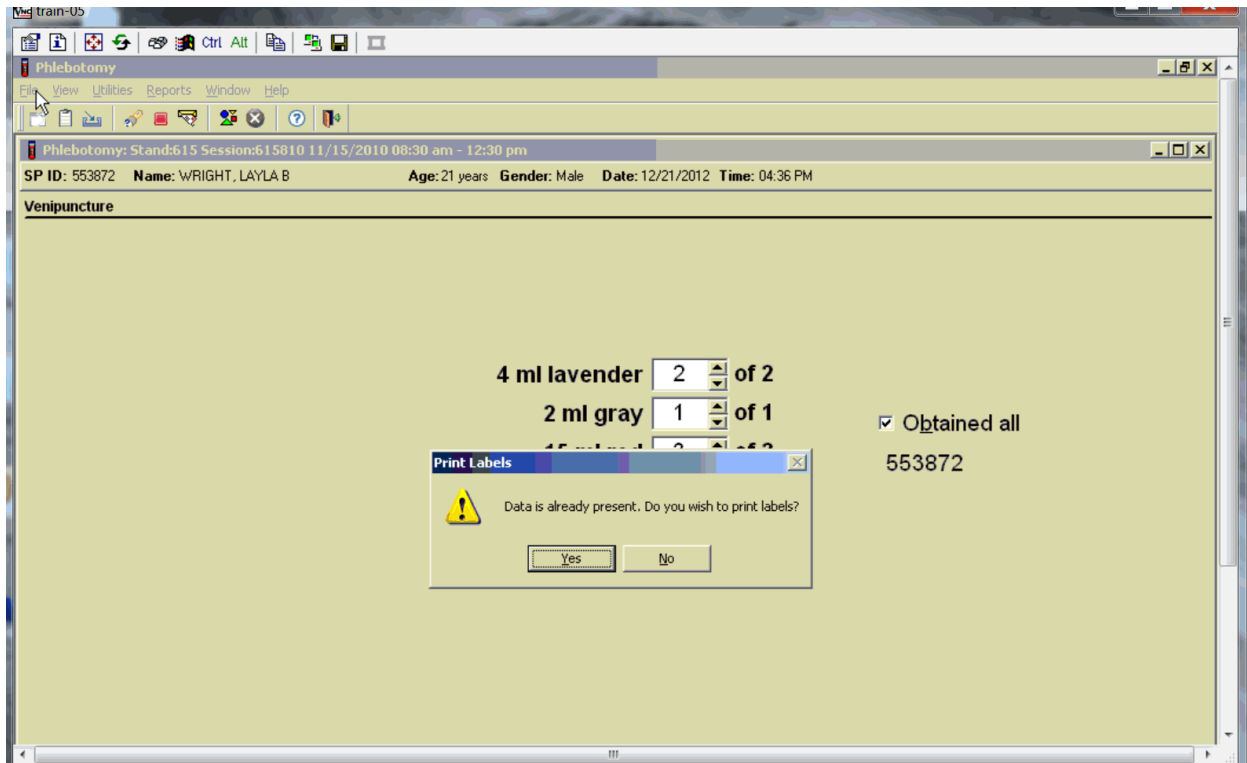 train-05
Ctrl Alt
Phlebotomy
File View Utilities Reports Window Help
Phlebotomy: Stand:615 Session:615810 11/15/2010 08:30 am - 12:30 pm
SP ID: 553872 Name: WRIGHT, LAYLA B Age: 21 years Gender: Male Date: 12/21/2012 Time: 04:36 PM
Venipuncture
4 ml lavender 2 of 2
2 ml gray 1 of 1
Obtained all
553872
Print Labels
Data is already present. Do you wish to print labels?
Yes No